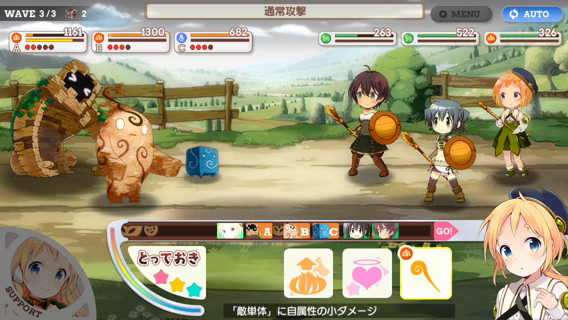 WAVE 3/3 2
通常攻撃
MENU
AUTO
A 1161
B 1300
C 682
263
522
326
A B C GO!
とっておき
SUPPORT
「敵単体」に自属性の小ダメージ